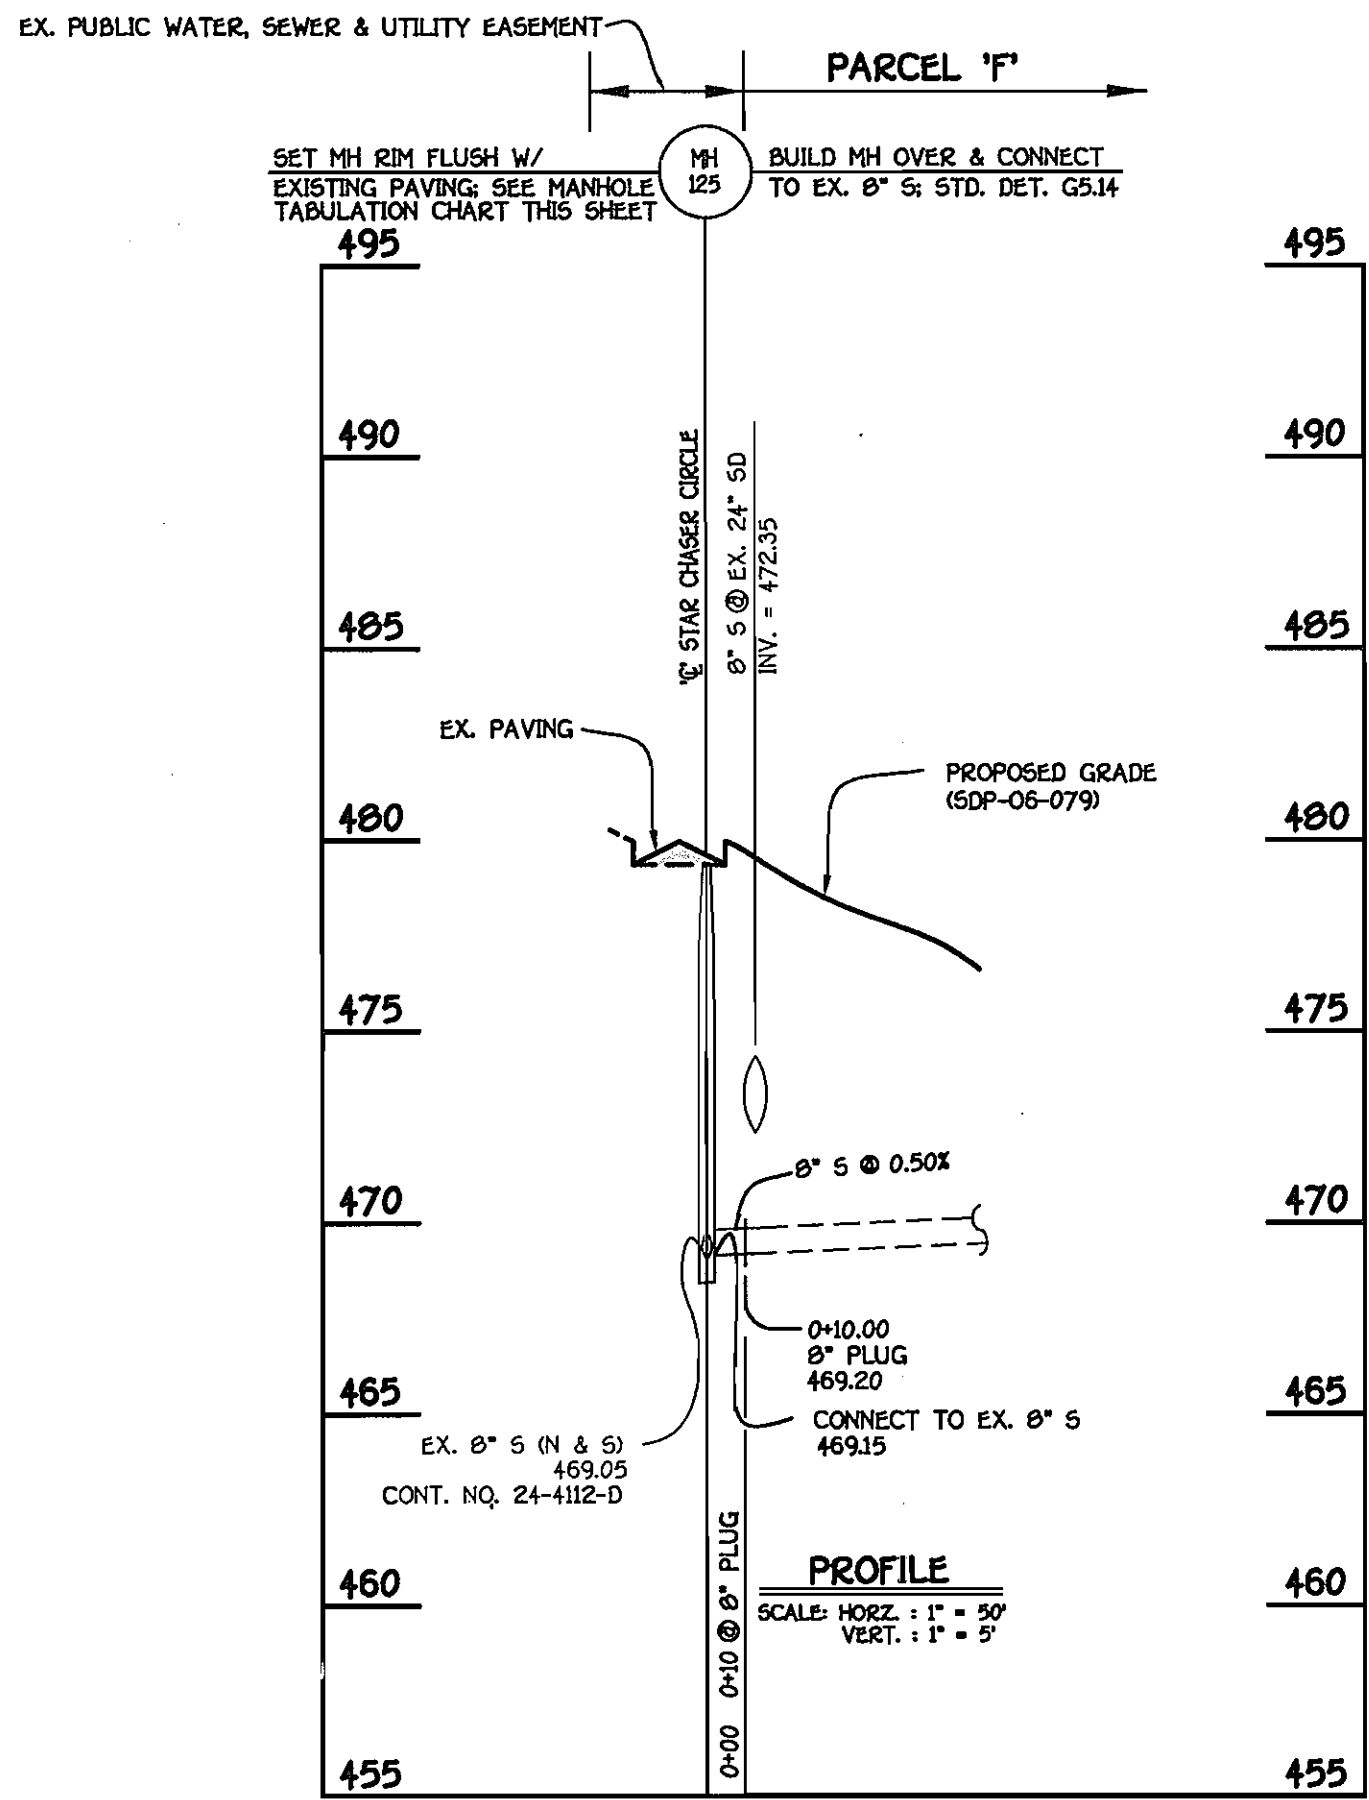 EX. PUBLIC WATER, SEWER & UTILITY EASEMENT
PARCEL 'F'
SET MH RIM FLUSH W/
EXISTING PAVING; SEE MANHOLE
TABULATION CHART THIS SHEET
MH
125
BUILD MH OVER & CONNECT
TO EX. 8" S; STD. DET. G5.14
495
495
490
490
℄ STAR CHASER CIRCLE
8" S @ EX. 24" SD
INV. = 472.35
485
485
EX. PAVING
PROPOSED GRADE
(SDP-06-079)
480
480
475
475
8" S @ 0.50%
470
470
0+10.00
8" PLUG
469.20
465
465
CONNECT TO EX. 8" S
469.15
EX. 8" S (N & S)
469.05
CONT. NO. 24-4112-D
0+00 0+10 @ 8" PLUG
PROFILE
SCALE: HORZ. : 1" = 50'
VERT. : 1" = 5'
460
460
455
455